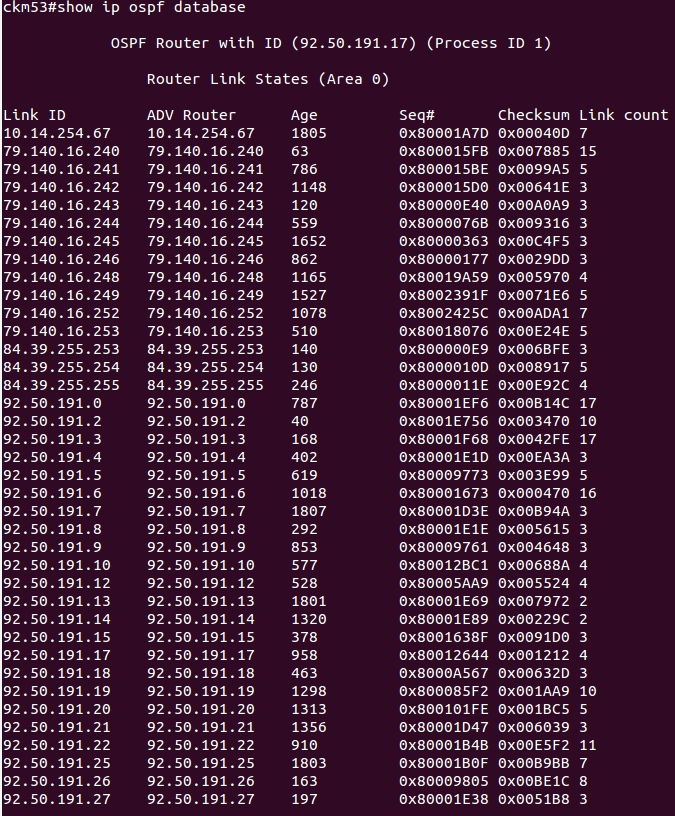 ckm53#show ip ospf database
OSPF Router with ID (92.50.191.17) (Process ID 1)
Router Link States (Area 0)
Link ID ADV Router Age Seq# Checksum Link count
10.14.254.67 10.14.254.67 1805 0x80001A7D 0x00040D 7
79.140.16.240 79.140.16.240 63 0x800015FB 0x007885 15
79.140.16.241 79.140.16.241 786 0x800015BE 0x0099A5 5
79.140.16.242 79.140.16.242 1148 0x800015D0 0x00641E 3
79.140.16.243 79.140.16.243 120 0x80000E40 0x00A0A9 3
79.140.16.244 79.140.16.244 559 0x8000076B 0x009316 3
79.140.16.245 79.140.16.245 1652 0x80000363 0x00C4F5 3
79.140.16.246 79.140.16.246 862 0x80000177 0x0029DD 3
79.140.16.248 79.140.16.248 1165 0x80019A59 0x005970 4
79.140.16.249 79.140.16.249 1527 0x8002391F 0x0071E6 5
79.140.16.252 79.140.16.252 1078 0x8002425C 0x00ADA1 7
79.140.16.253 79.140.16.253 510 0x80018076 0x00E24E 5
84.39.255.253 84.39.255.253 140 0x800000E9 0x006BFE 3
84.39.255.254 84.39.255.254 130 0x8000010D 0x008917 5
84.39.255.255 84.39.255.255 246 0x8000011E 0x00E92C 4
92.50.191.0 92.50.191.0 787 0x80001EF6 0x00B14C 17
92.50.191.2 92.50.191.2 40 0x8001E756 0x003470 10
92.50.191.3 92.50.191.3 168 0x80001F68 0x0042FE 17
92.50.191.4 92.50.191.4 402 0x80001E1D 0x00EA3A 3
92.50.191.5 92.50.191.5 619 0x80009773 0x003E99 5
92.50.191.6 92.50.191.6 1018 0x80001673 0x000470 16
92.50.191.7 92.50.191.7 1807 0x80001D3E 0x00B94A 3
92.50.191.8 92.50.191.8 292 0x80001E1E 0x005615 3
92.50.191.9 92.50.191.9 853 0x80009761 0x004648 3
92.50.191.10 92.50.191.10 577 0x80012BC1 0x00688A 4
92.50.191.12 92.50.191.12 528 0x80005AA9 0x005524 4
92.50.191.13 92.50.191.13 1801 0x80001E69 0x007972 2
92.50.191.14 92.50.191.14 1320 0x80001E89 0x00229C 2
92.50.191.15 92.50.191.15 378 0x8001638F 0x0091D0 3
92.50.191.17 92.50.191.17 958 0x80012644 0x001212 4
92.50.191.18 92.50.191.18 463 0x8000A567 0x00632D 3
92.50.191.19 92.50.191.19 1298 0x800085F2 0x001AA9 10
92.50.191.20 92.50.191.20 1313 0x800101FE 0x001BC5 5
92.50.191.21 92.50.191.21 1356 0x80001D47 0x006039 3
92.50.191.22 92.50.191.22 910 0x80001B4B 0x00E5F2 11
92.50.191.25 92.50.191.25 1803 0x80001B0F 0x00B9BB 7
92.50.191.26 92.50.191.26 163 0x80009805 0x00BE1C 8
92.50.191.27 92.50.191.27 197 0x80001E38 0x0051B8 3